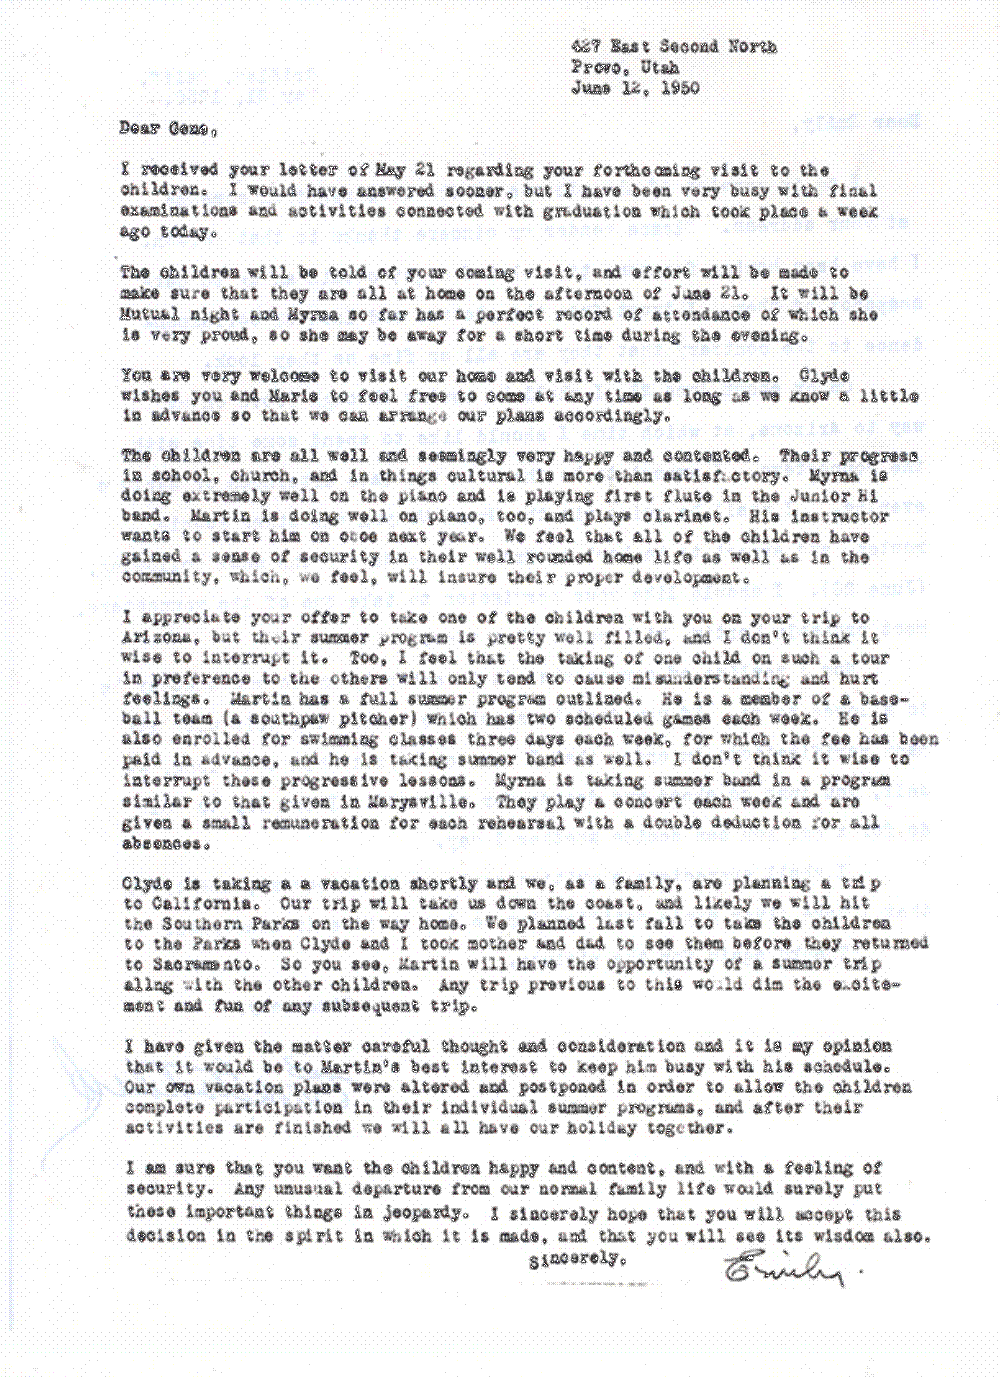 427 East Second North
Provo, Utah
June 12, 1950
Dear Gene,
I received your letter of May 21 regarding your forthcoming visit to the
children. I would have answered sooner, but I have been very busy with final
examinations and activities connected with graduation which took place a week
ago today.
The children will be told of your coming visit, and effort will be made to
make sure that they are all at home on the afternoon of June 21. It will be
Mutual night and Myrna so far has a perfect record of attendance of which she
is very proud, so she may be away for a short time during the evening.
You are very welcome to visit our home and visit with the children. Clyde
wishes you and Marie to feel free to come at any time as long as we know a little
in advance so that we can arrange our plans accordingly.
The children are all well and seemingly very happy and contented. Their progress
in school, church, and in things cultural is more than satisfactory. Myrna is
doing extremely well on the piano and is playing first flute in the Junior Hi
band. Martin is doing well on piano, too, and plays clarinet. His instructor
wants to start him on oboe next year. We feel that all of the children have
gained a sense of security in their well rounded home life as well as in the
community, which, we feel, will insure their proper development.
I appreciate your offer to take one of the children with you on your trip to
Arizona, but their summer program is pretty well filled, and I don't think it
wise to interrupt it. Too, I feel that the taking of one child on such a tour
in preference to the others will only tend to cause misunderstanding and hurt
feelings. Martin has a full summer program outlined. He is a member of a base-
ball team (a southpaw pitcher) which has two scheduled games each week. He is
also enrolled for swimming classes three days each week, for which the fee has been
paid in advance, and he is taking summer band as well. I don't think it wise to
interrupt these progressive lessons. Myrna is taking summer band in a program
similar to that given in Marysville. They play a concert each week and are
given a small remuneration for each rehearsal with a double deduction for all
absences.
Clyde is taking a a vacation shortly and we, as a family, are planning a trip
to California. Our trip will take us down the coast, and likely we will hit
the Southern Parks on the way home. We planned last fall to take the children
to the Parks when Clyde and I took mother and dad to see them before they returned
to Sacramento. So you see, Martin will have the opportunity of a summer trip
allng with the other children. Any trip previous to this would dim the excite-
ment and fun of any subsequent trip.
I have given the matter careful thought and consideration and it is my opinion
that it would be to Martin's best interest to keep him busy with his schedule.
Our own vacation plans were altered and postponed in order to allow the children
complete participation in their individual summer programs, and after their
activities are finished we will all have our holiday together.
I am sure that you want the children happy and content, and with a feeling of
security. Any unusual departure from our normal family life would surely put
these important things in jeopardy. I sincerely hope that you will accept this
decision in the spirit in which it is made, and that you will see its wisdom also.
Sincerely,
Emily.